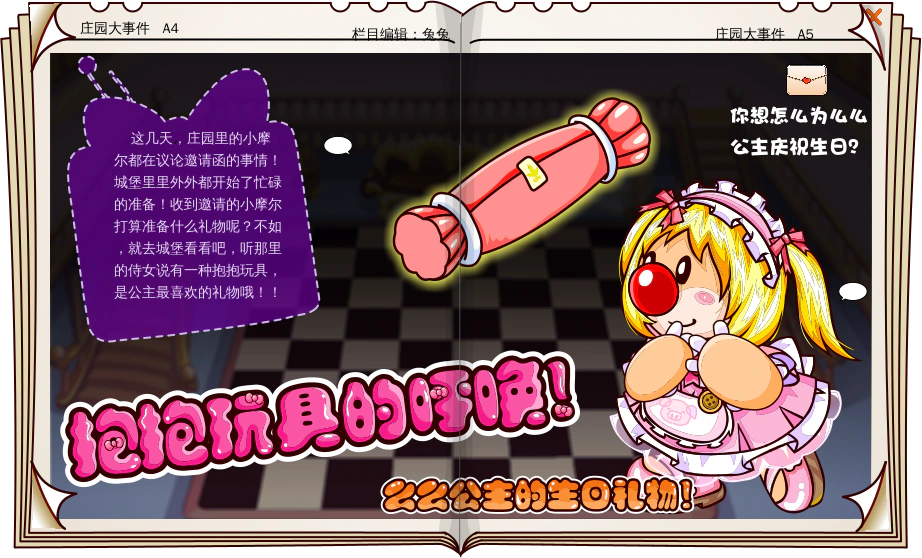 庄园大事件 A4
栏目编辑：兔兔
庄园大事件 A5
这几天，庄园里的小摩
尔都在议论邀请函的事情！
城堡里里外外都开始了忙碌
的准备！收到邀请的小摩尔
打算准备什么礼物呢？不如
，就去城堡看看吧，听那里
的侍女说有一种抱抱玩具，
是公主最喜欢的礼物哦！！
你想怎么为么么
公主庆祝生日？
抱抱玩具的呼唤！
么么公主的生日礼物！